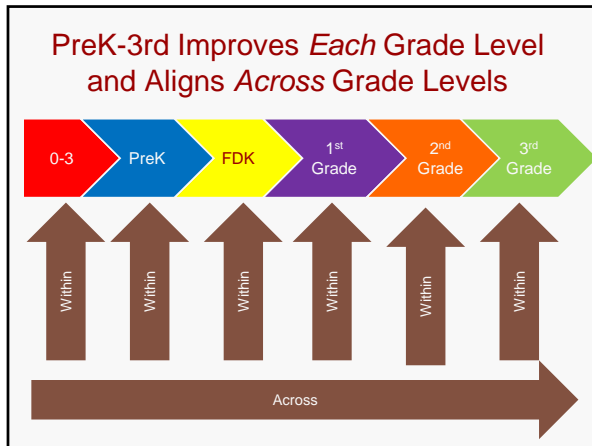 PreK-3rd Improves Each Grade Level
and Aligns Across Grade Levels
0-3
PreK
FDK
1st
Grade
2nd
Grade
3rd
Grade
Within
Within
Within
Within
Within
Within
Across